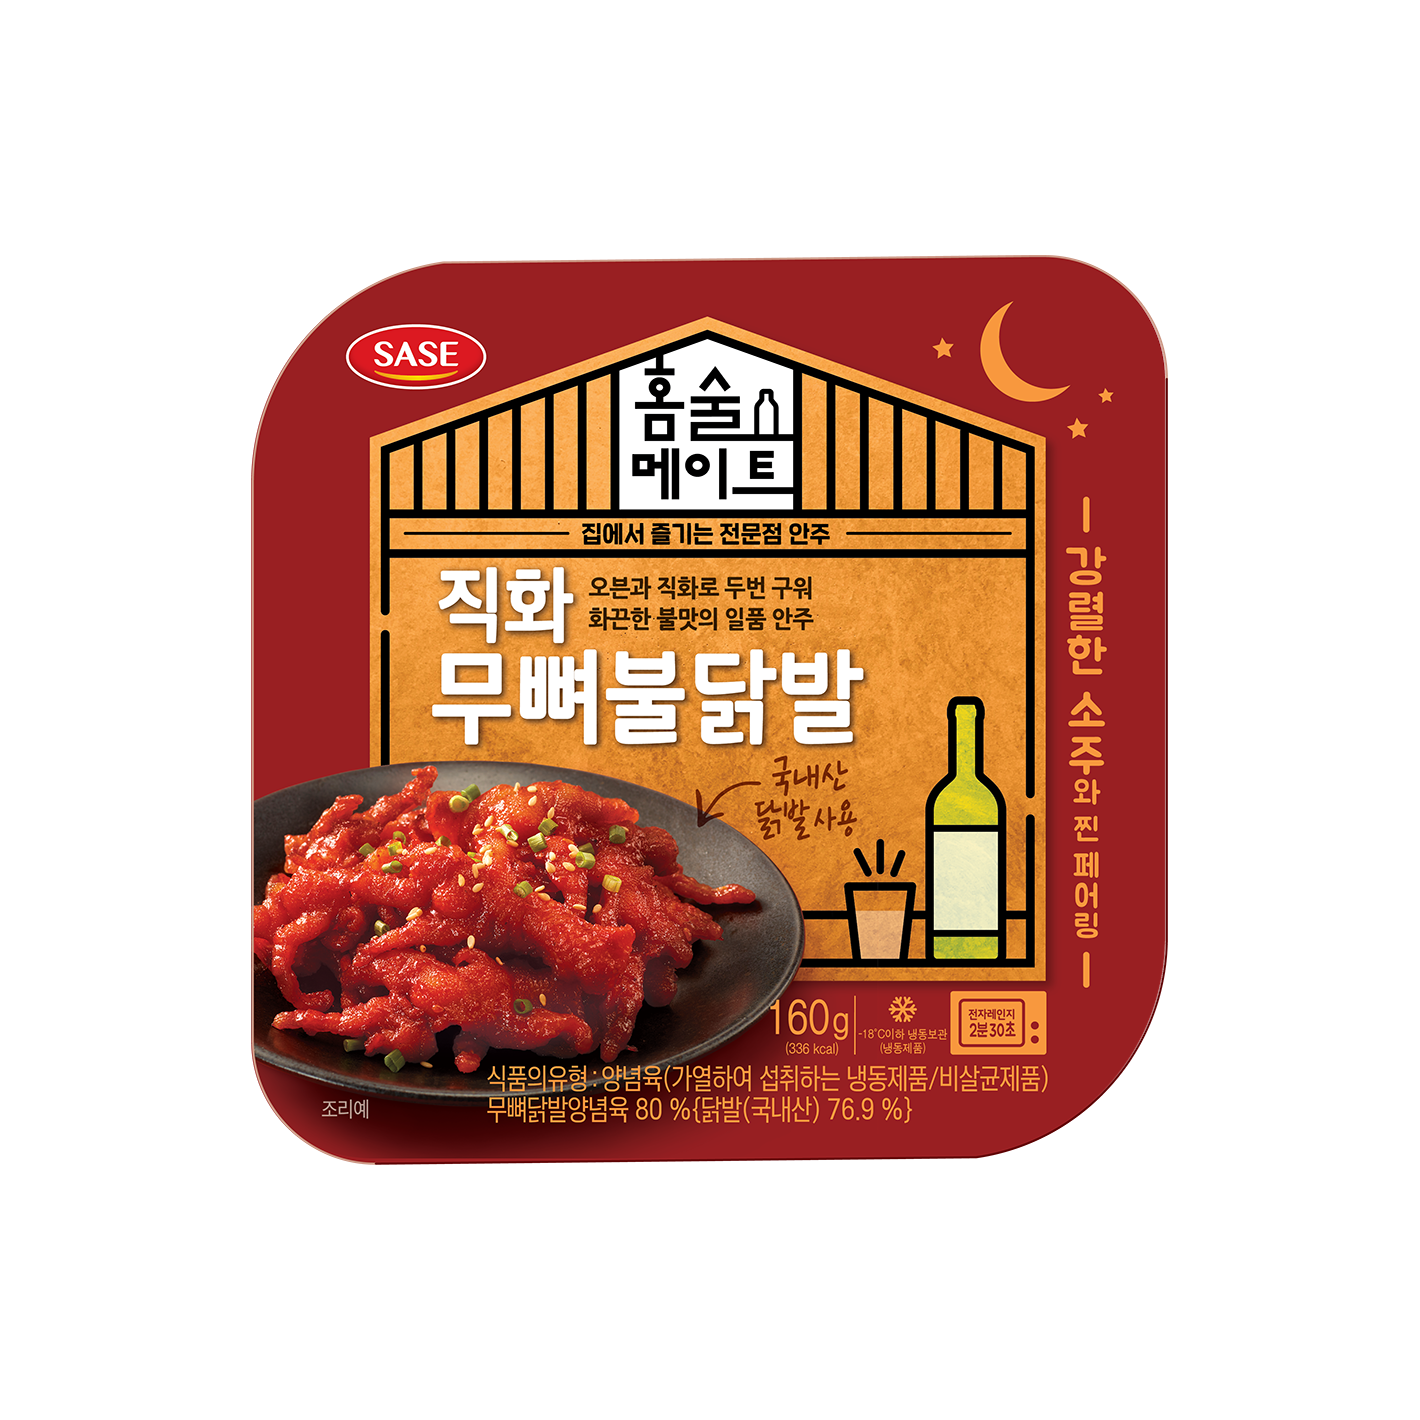 SASE
홈술
메이트
집에서 즐기는 전문점 안주
직화
오븐과 직화로 두번 구워
화끈한 불맛의 일품 안주
무뼈불닭발
국내산
닭발 사용
강렬한 소주와 찐 페어링
160g
(336 kcal)
-18℃이하 냉동보관
(냉동제품)
전자레인지
2분30초
식품의유형 : 양념육(가열하여 섭취하는 냉동제품/비살균제품)
무뼈닭발양념육 80 %{닭발(국내산) 76.9 %}
조리예